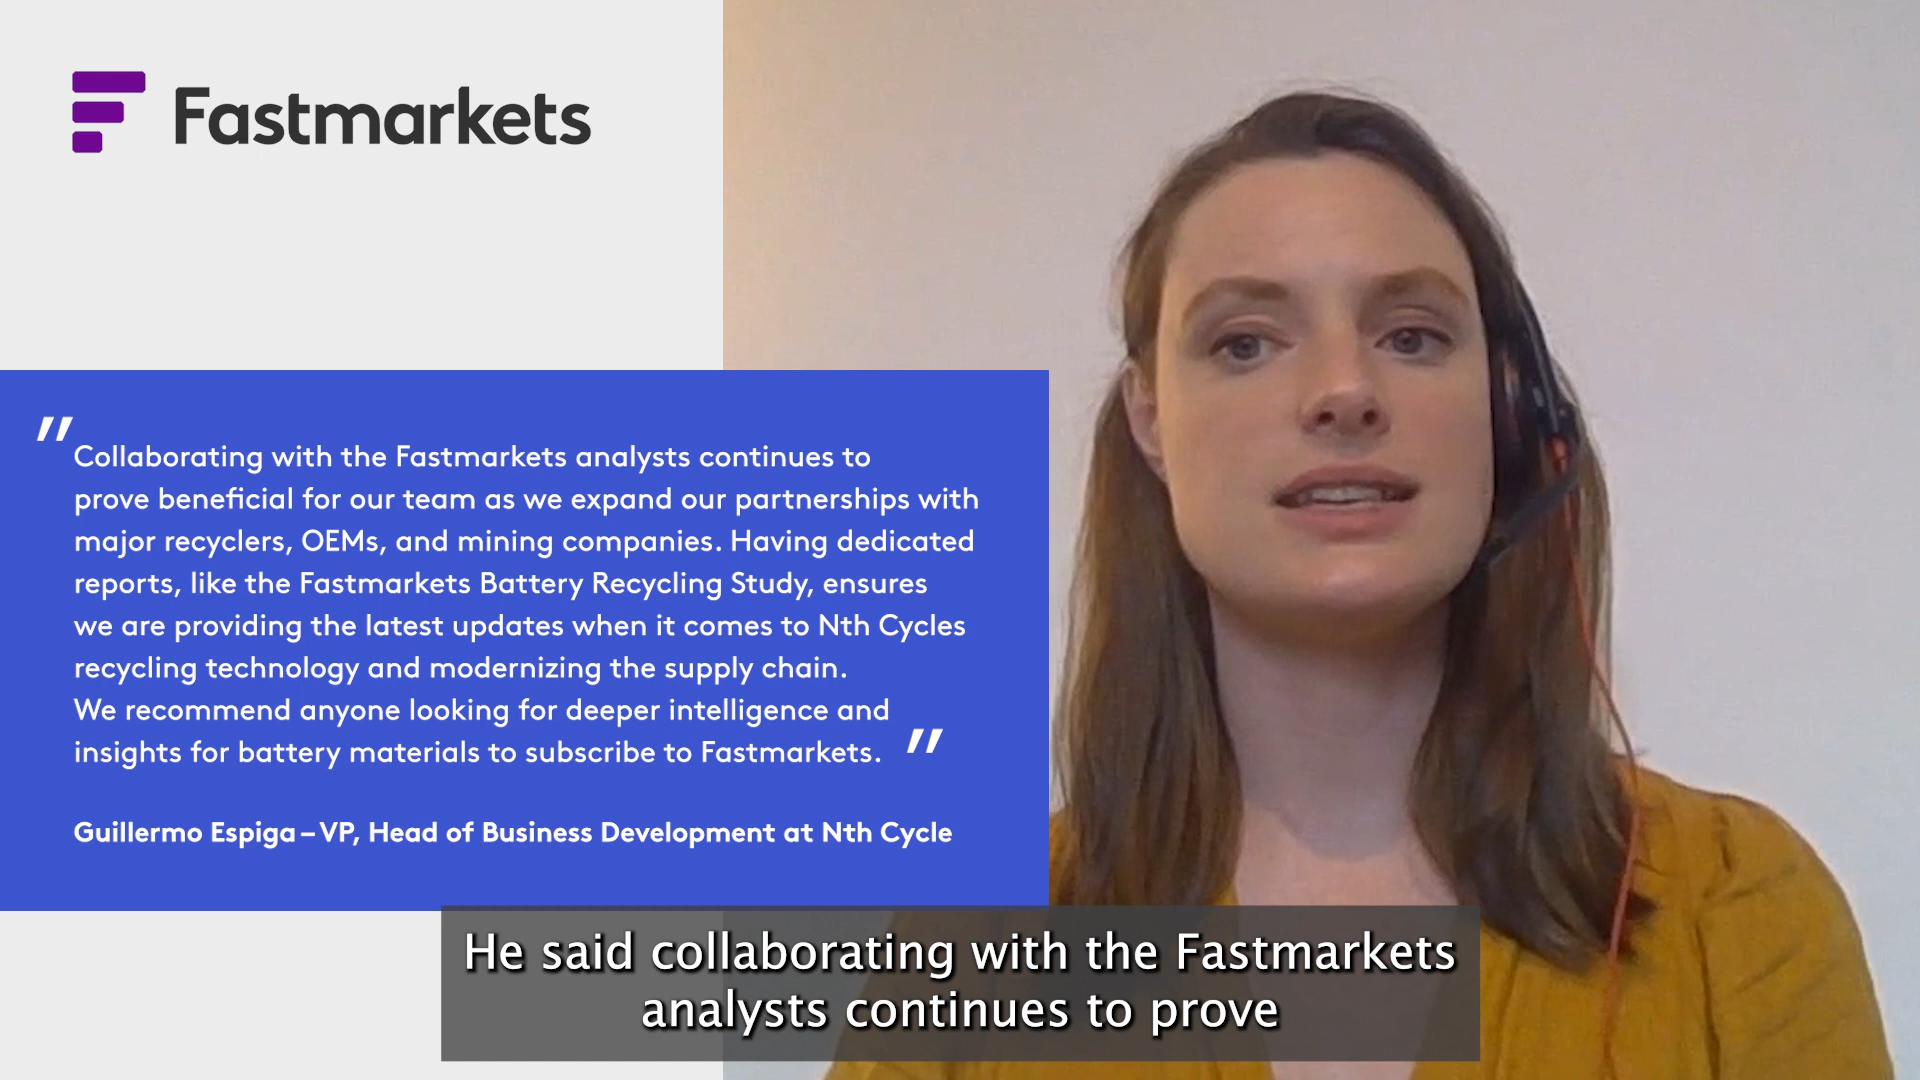 Fastmarkets
" Collaborating with the Fastmarkets analysts continues to
prove beneficial for our team as we expand our partnerships with
major recyclers, OEMs, and mining companies. Having dedicated
reports, like the Fastmarkets Battery Recycling Study, ensures
we are providing the latest updates when it comes to Nth Cycles
recycling technology and modernizing the supply chain.
We recommend anyone looking for deeper intelligence and
insights for battery materials to subscribe to Fastmarkets. "
Guillermo Espiga – VP, Head of Business Development at Nth Cycle
He said collaborating with the Fastmarkets
analysts continues to prove